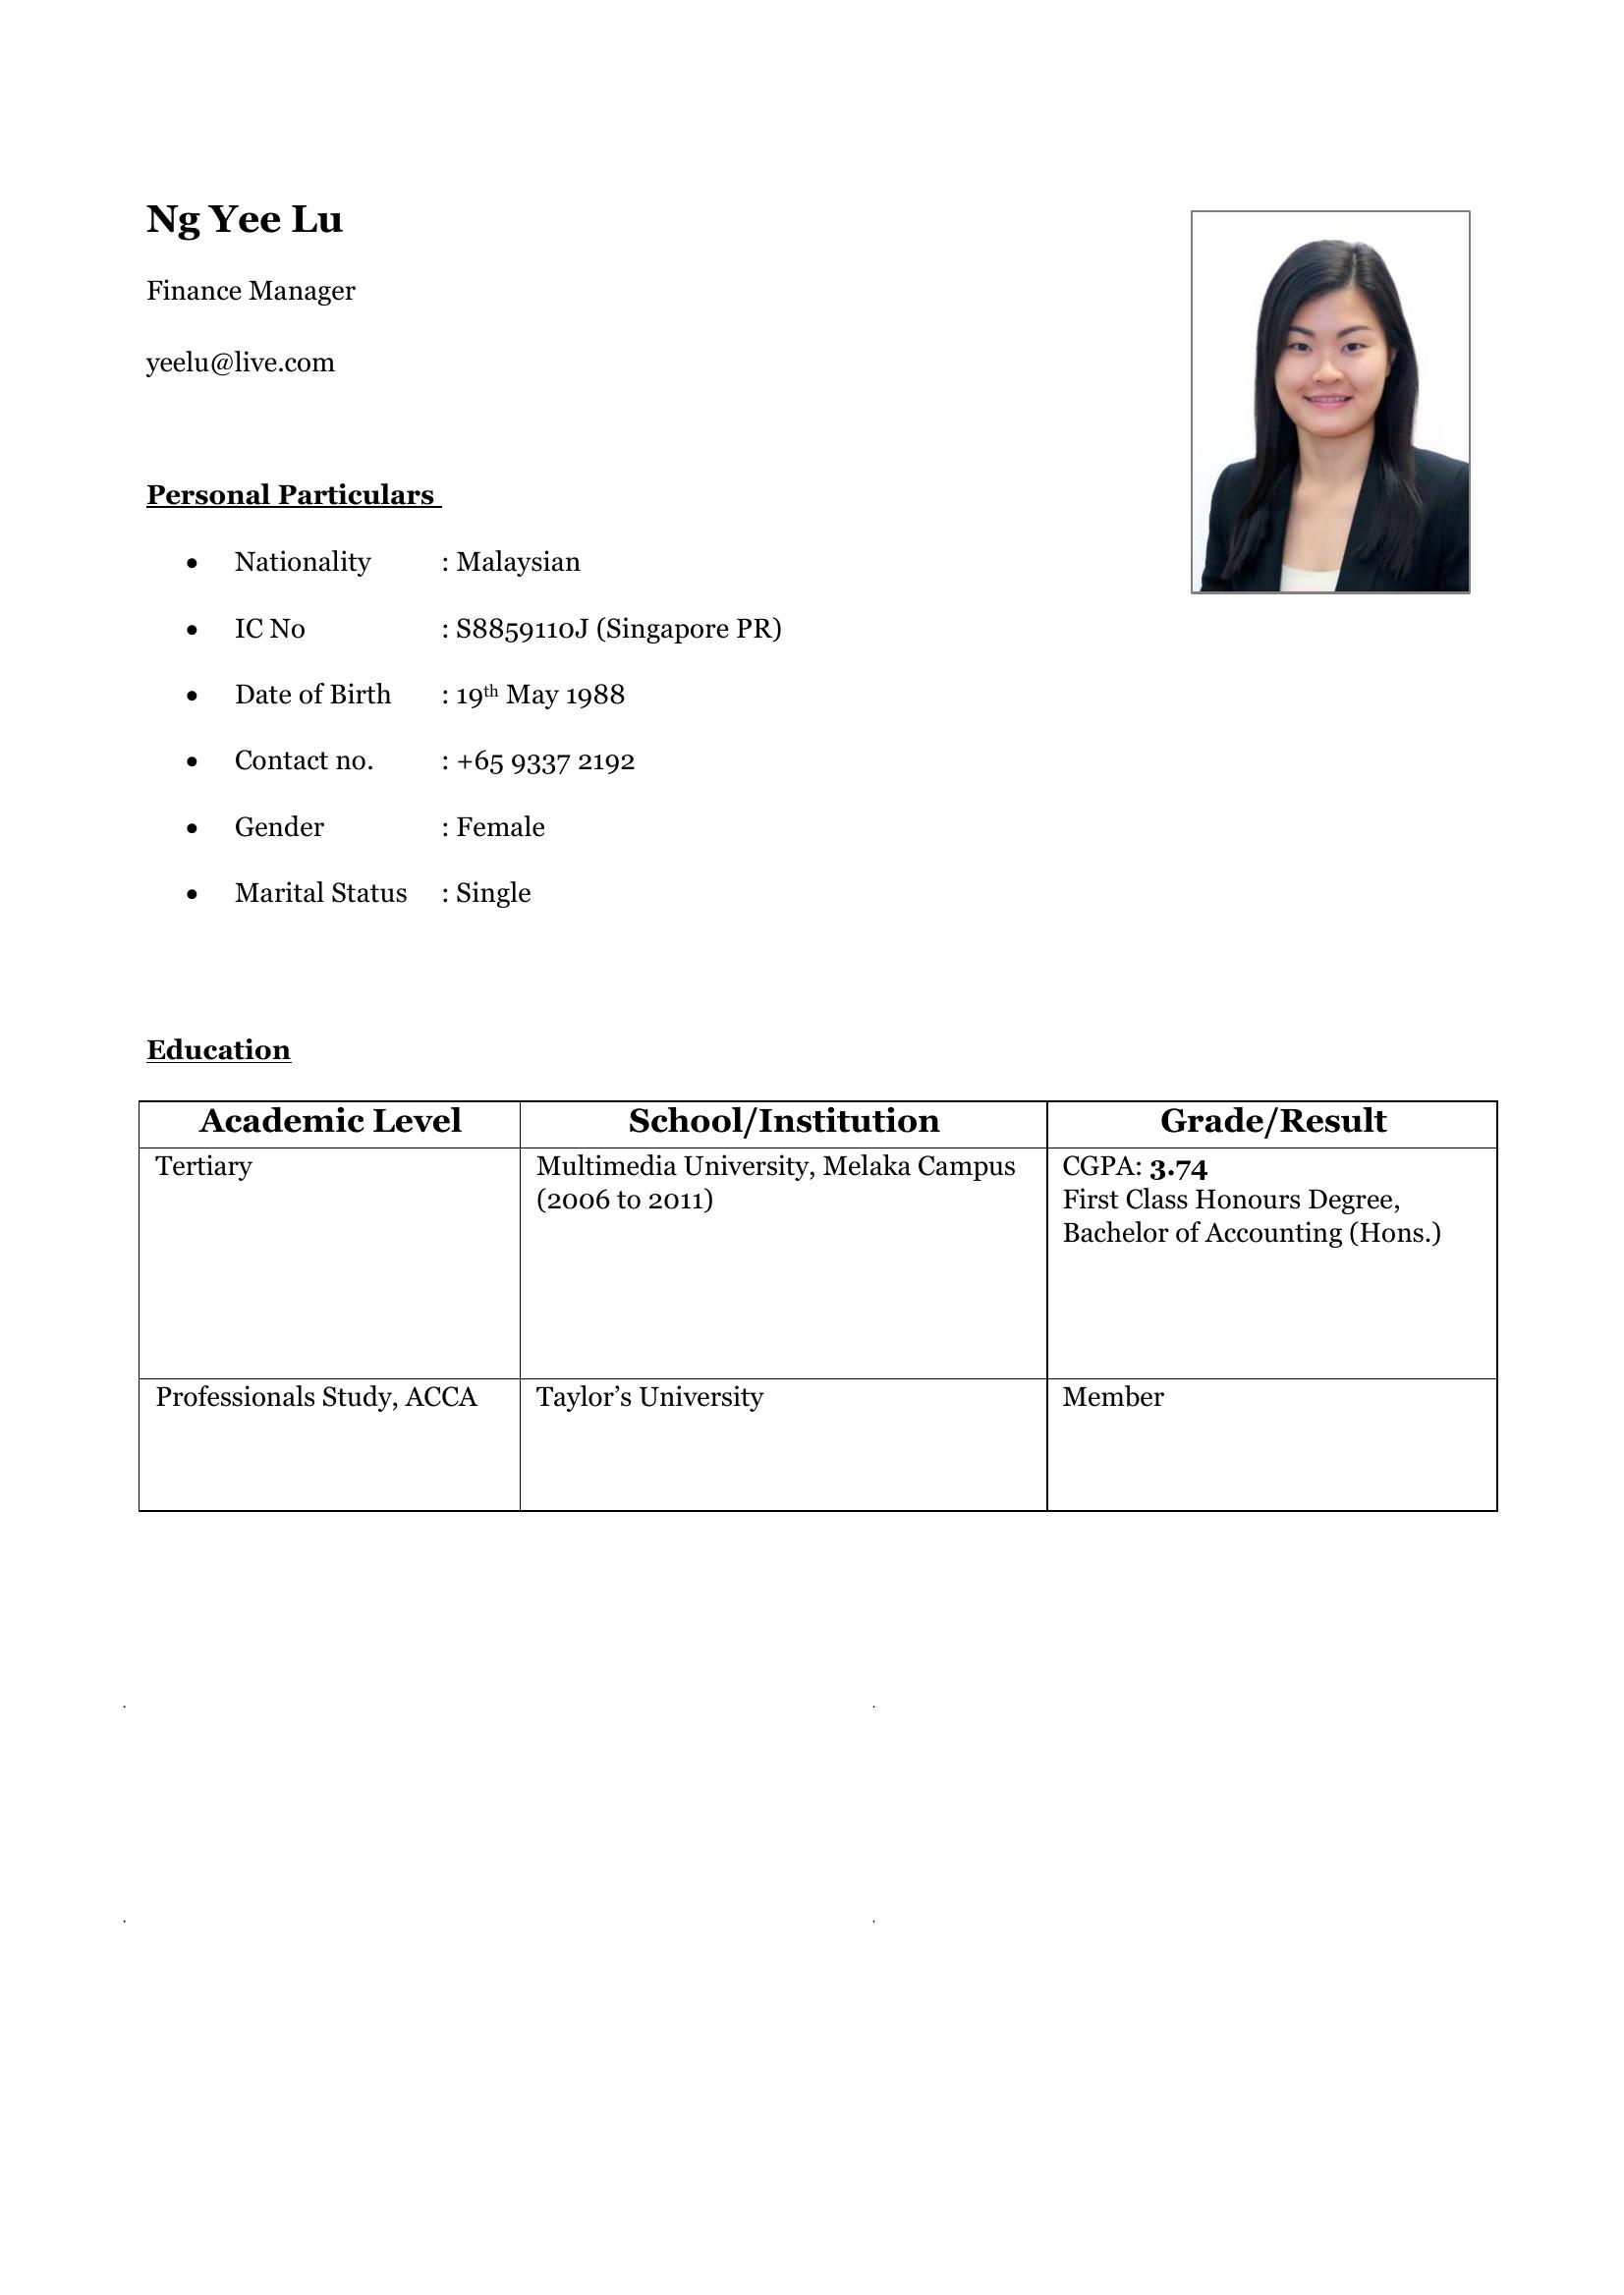 Ng Yee Lu
Finance Manager
yeelu@live.com
Personal Particulars
• Nationality : Malaysian
• IC No : S8859110J (Singapore PR)
• Date of Birth : 19th May 1988
• Contact no. : +65 9337 2192
• Gender : Female
• Marital Status : Single
Education
Academic Level School/Institution Grade/Result
Tertiary Multimedia University, Melaka Campus CGPA: 3.74
(2006 to 2011) First Class Honours Degree,
Bachelor of Accounting (Hons.)
Professionals Study, ACCA Taylor’s University Member